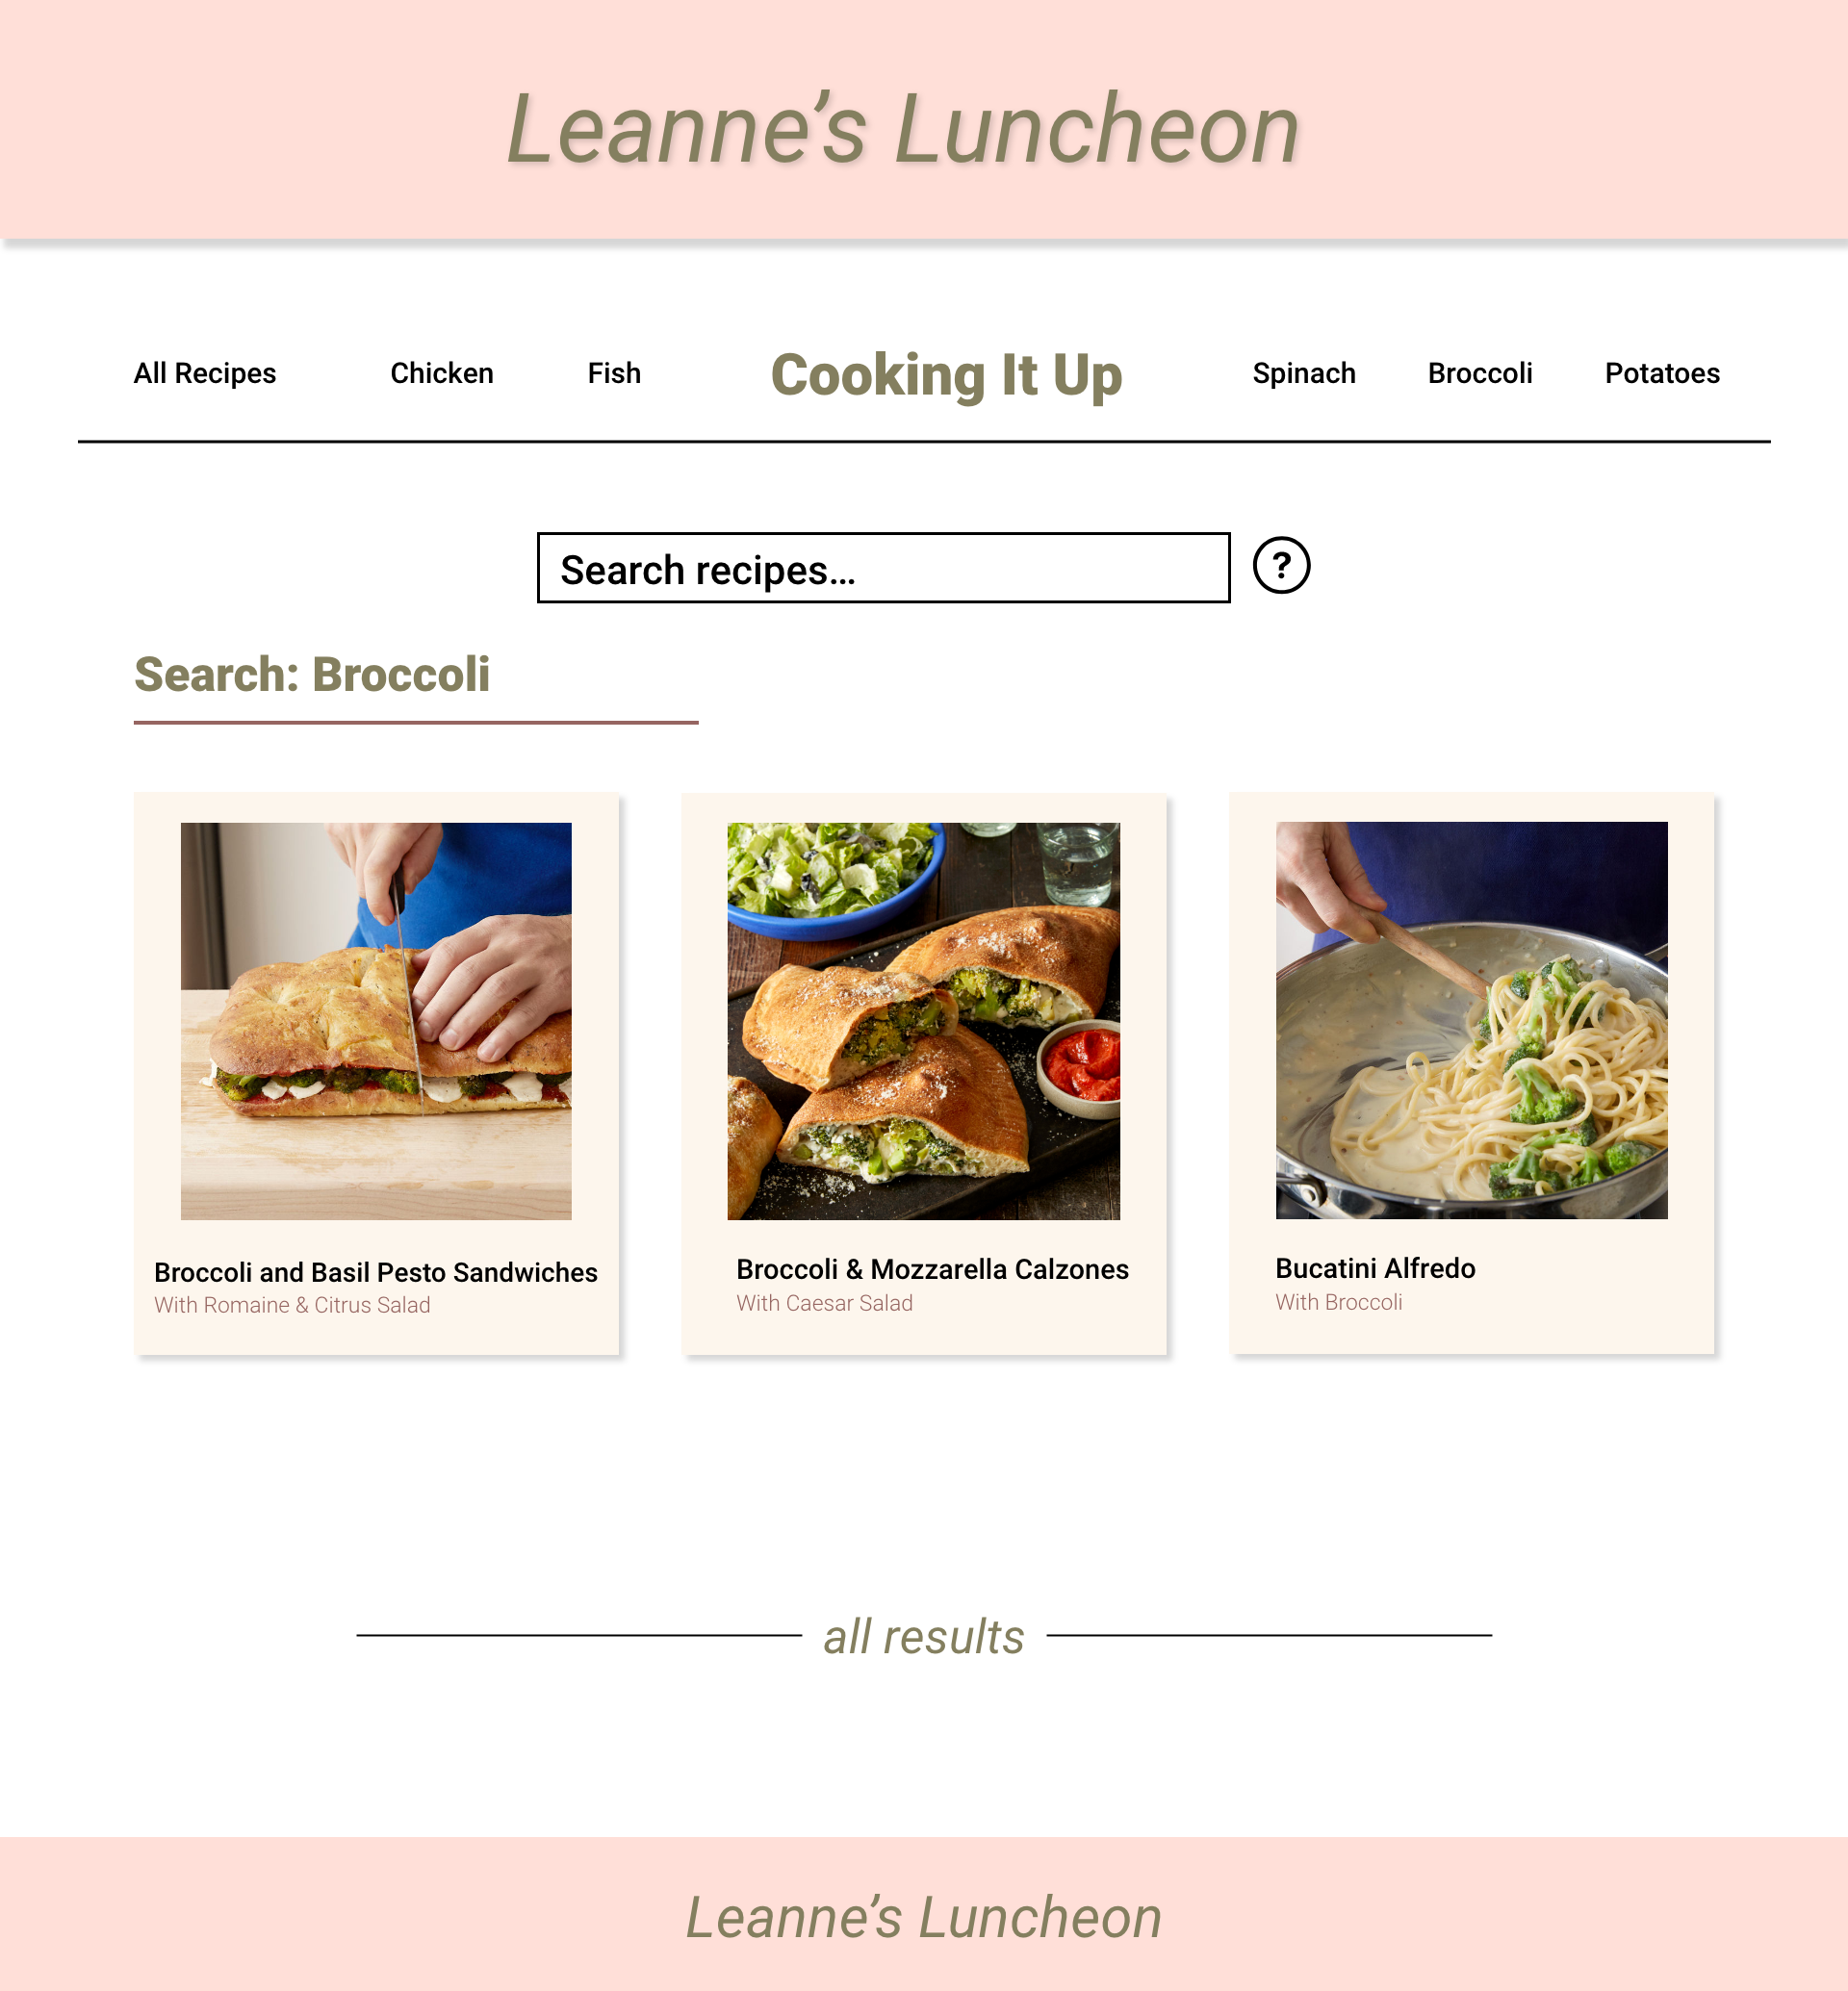 Leanne’s Luncheon
All Recipes Chicken Fish Cooking It Up Spinach Broccoli Potatoes
Search recipes... ?
Search: Broccoli
Broccoli and Basil Pesto Sandwiches
With Romaine & Citrus Salad
Broccoli & Mozzarella Calzones
With Caesar Salad
Bucatini Alfredo
With Broccoli
all results
Leanne’s Luncheon